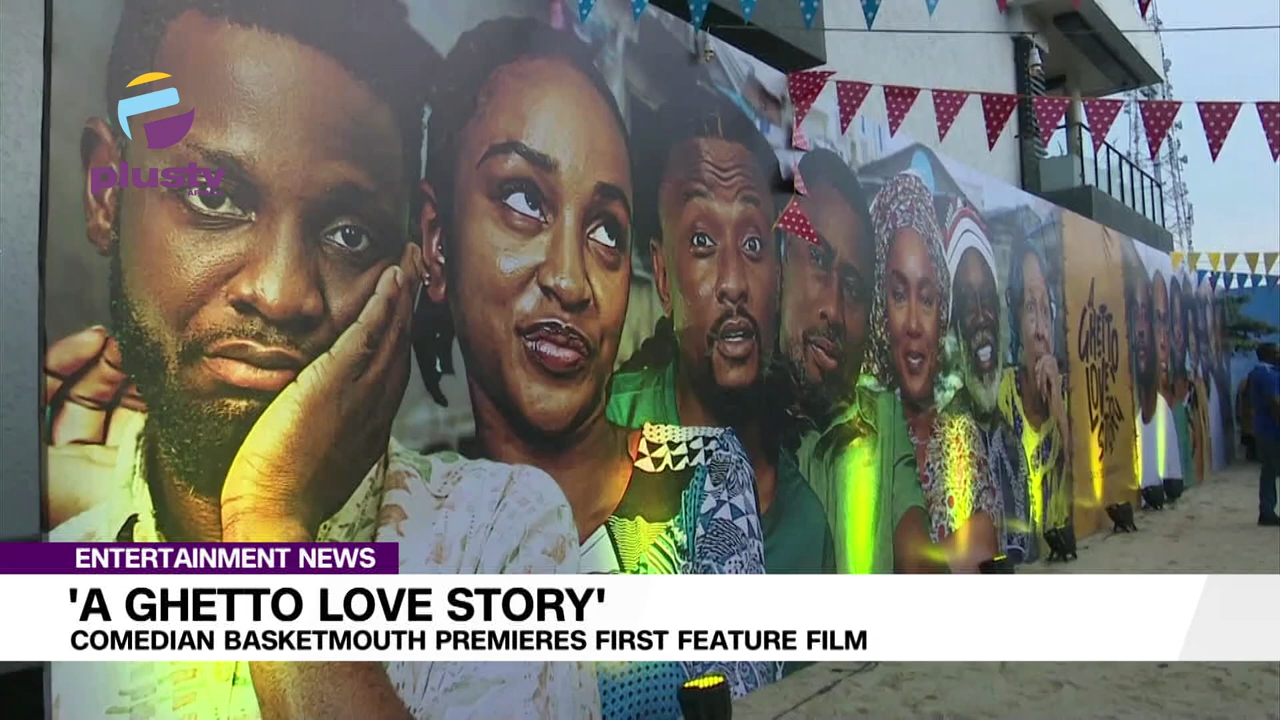 plustv
ENTERTAINMENT NEWS
'A GHETTO LOVE STORY'
COMEDIAN BASKETMOUTH PREMIERES FIRST FEATURE FILM
A
GHETTO
LOVE
STORY